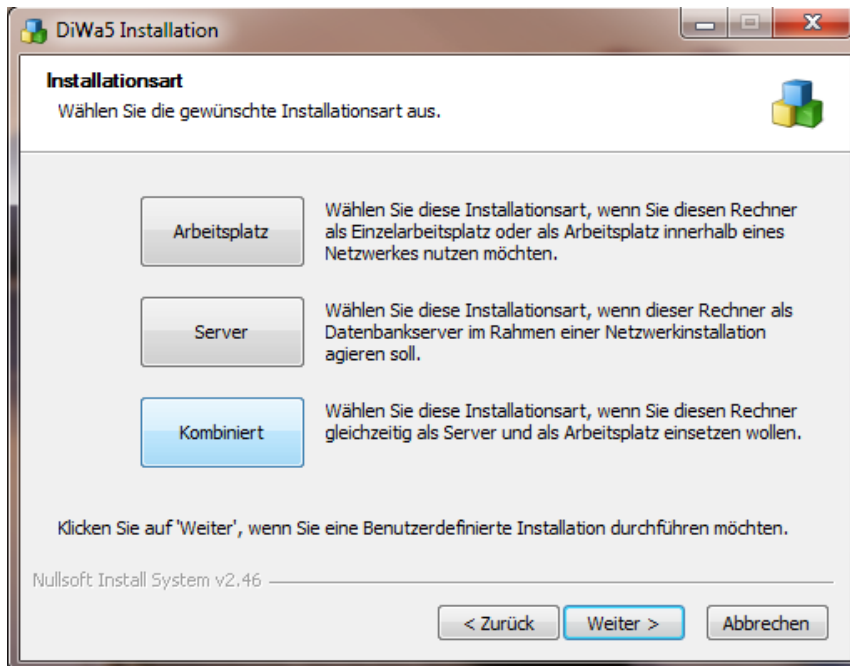 DiWa5 Installation
Installationsart
Wählen Sie die gewünschte Installationsart aus.
Arbeitsplatz
Wählen Sie diese Installationsart, wenn Sie diesen Rechner
als Einzelarbeitsplatz oder als Arbeitsplatz innerhalb eines
Netzwerkes nutzen möchten.
Server
Wählen Sie diese Installationsart, wenn dieser Rechner als
Datenbankserver im Rahmen einer Netzwerkinstallation
agieren soll.
Kombiniert
Wählen Sie diese Installationsart, wenn Sie diesen Rechner
gleichzeitig als Server und als Arbeitsplatz einsetzen wollen.
Klicken Sie auf 'Weiter', wenn Sie eine Benutzerdefinierte Installation durchführen möchten.
Nullsoft Install System v2.46
< Zurück Weiter > Abbrechen